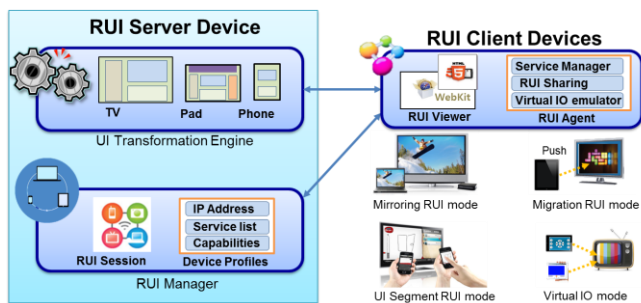 RUI Server Device
TV
Pad
Phone
UI Transformation Engine
IP Address
Service list
Capabilities
RUI Session
Device Profiles
RUI Manager
RUI Client Devices
HTML
5
WebKit
RUI Viewer
Service Manager
RUI Sharing
Virtual IO emulator
RUI Agent
Mirroring RUI mode
Push
Migration RUI mode
UI Segment RUI mode
Virtual IO mode